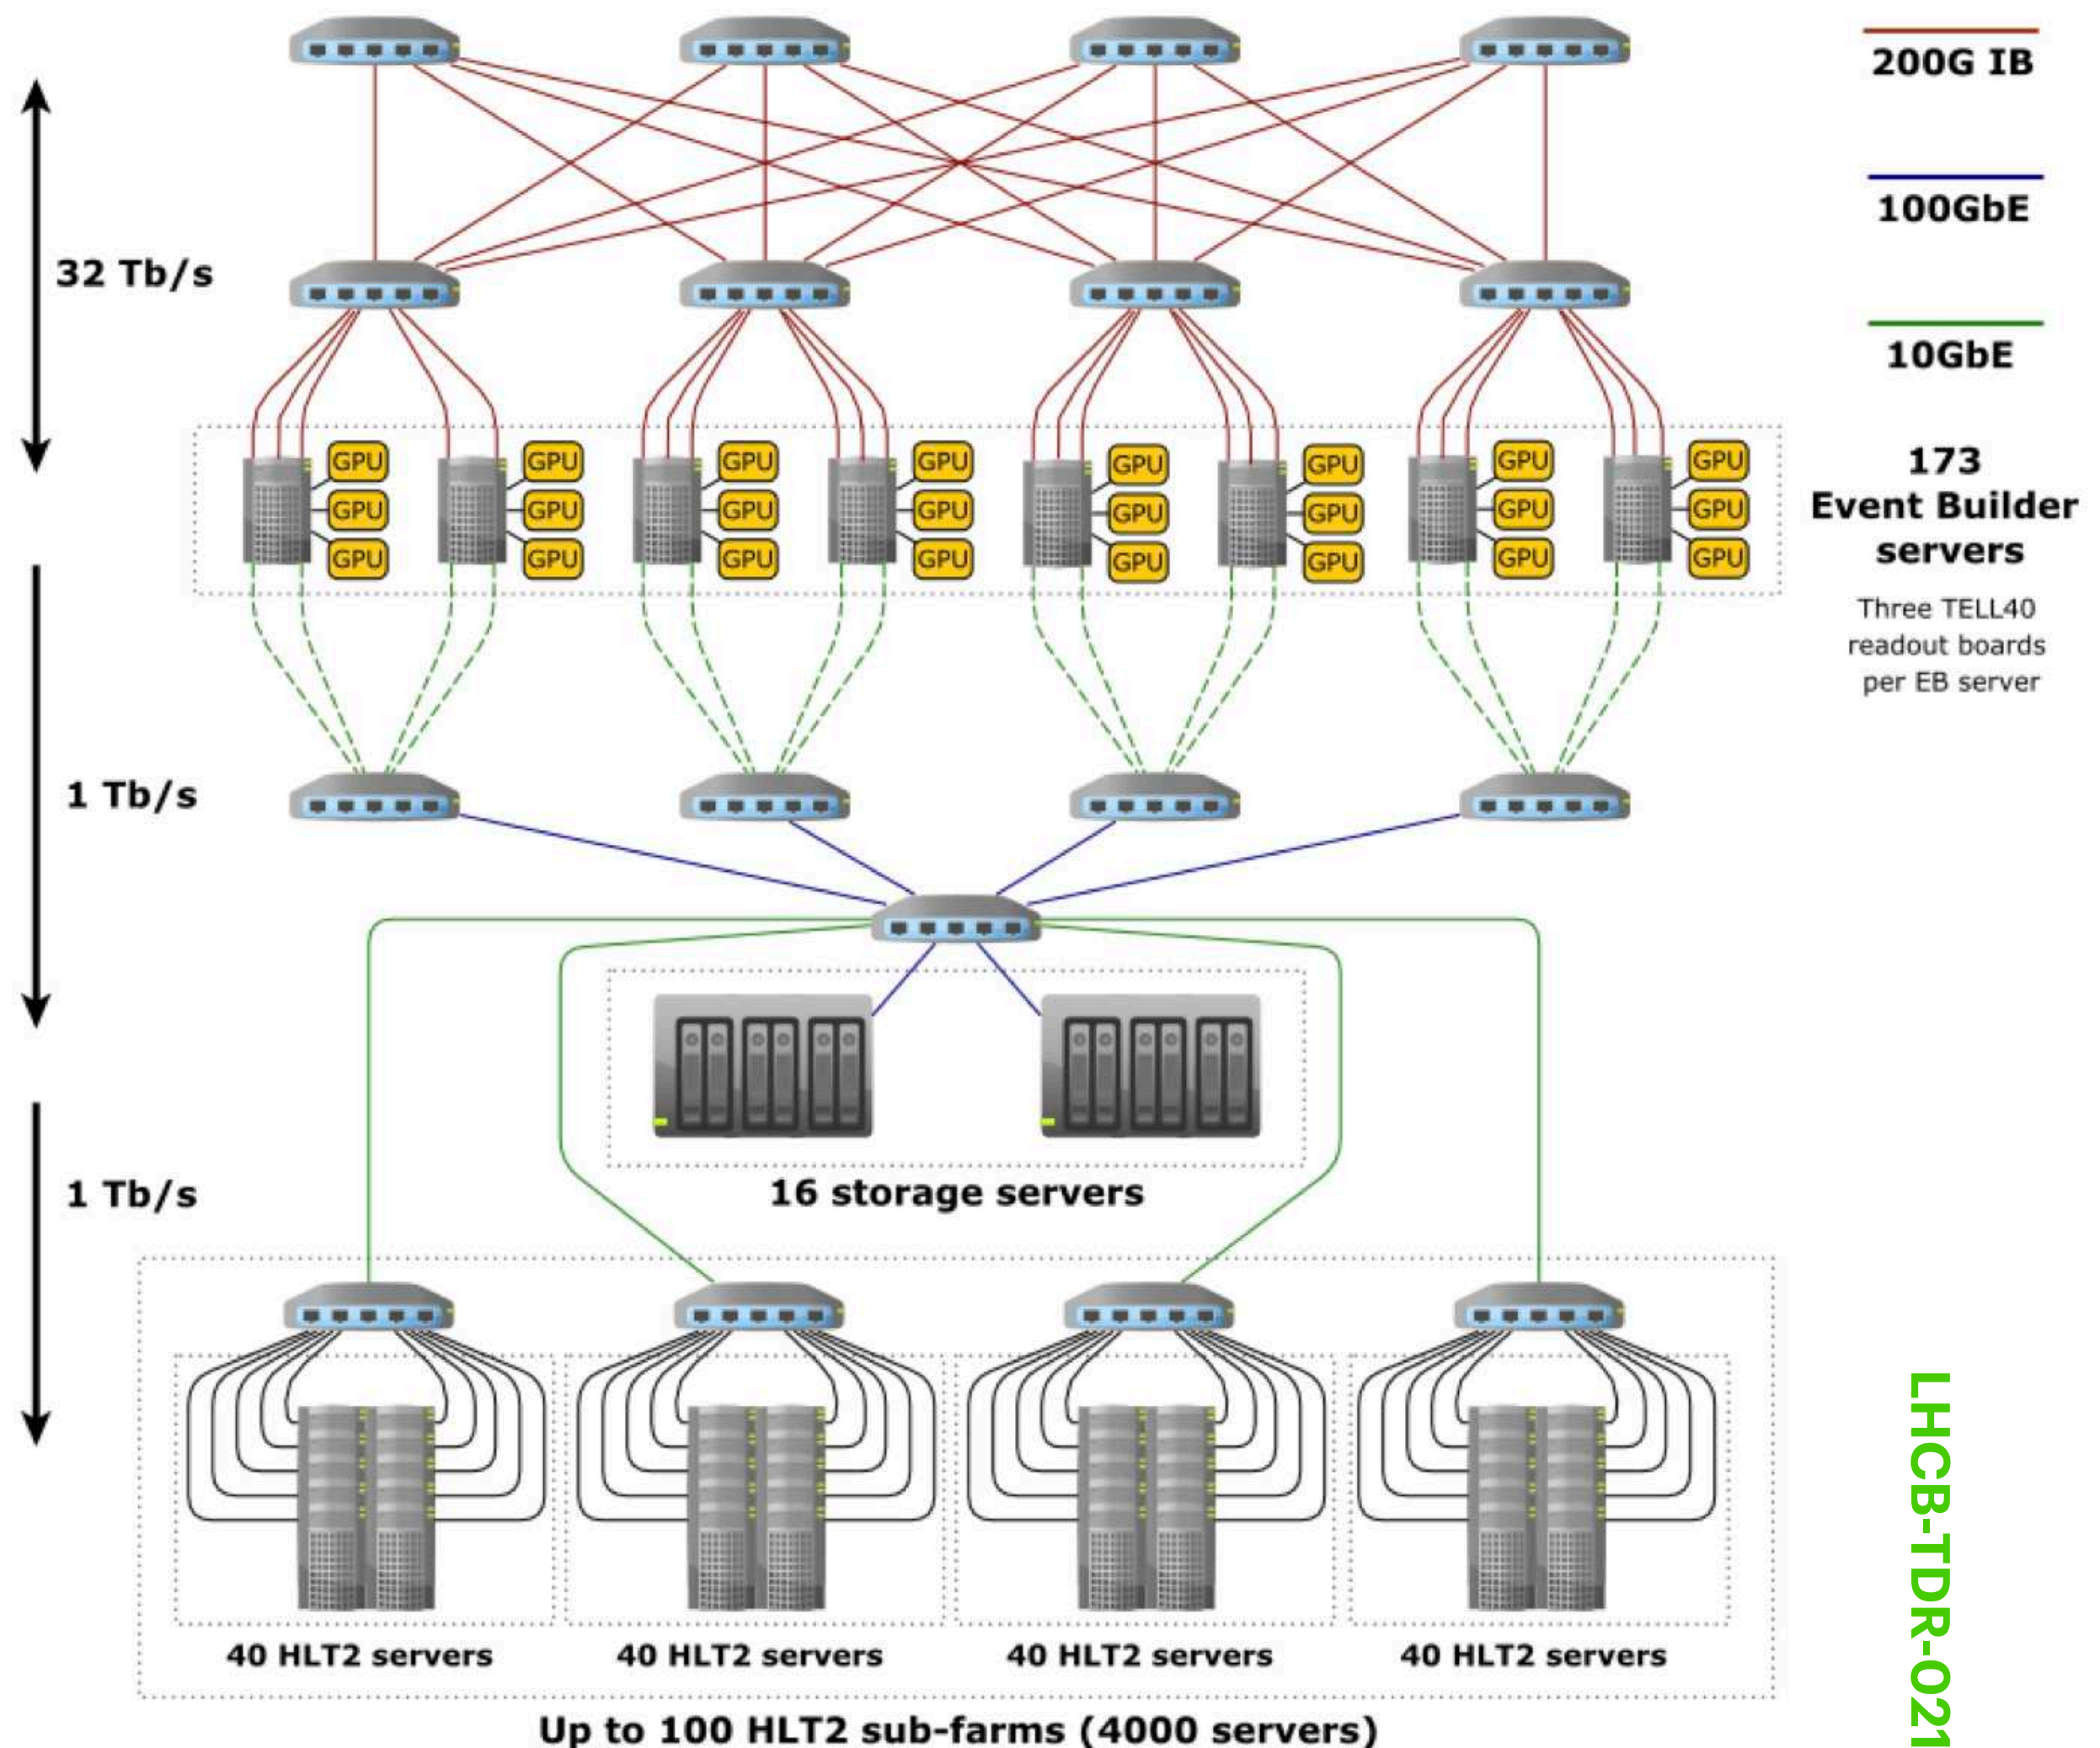 200G IB
100GbE
32 Tb/s
10GbE
GPU GPU GPU GPU GPU GPU GPU GPU
GPU GPU GPU GPU GPU GPU GPU GPU
GPU GPU GPU GPU GPU GPU GPU GPU
173
Event Builder
servers
Three TELL40
readout boards
per EB server
1 Tb/s
16 storage servers
1 Tb/s
40 HLT2 servers
40 HLT2 servers
40 HLT2 servers
40 HLT2 servers
Up to 100 HLT2 sub-farms (4000 servers)
LHCB-TDR-021